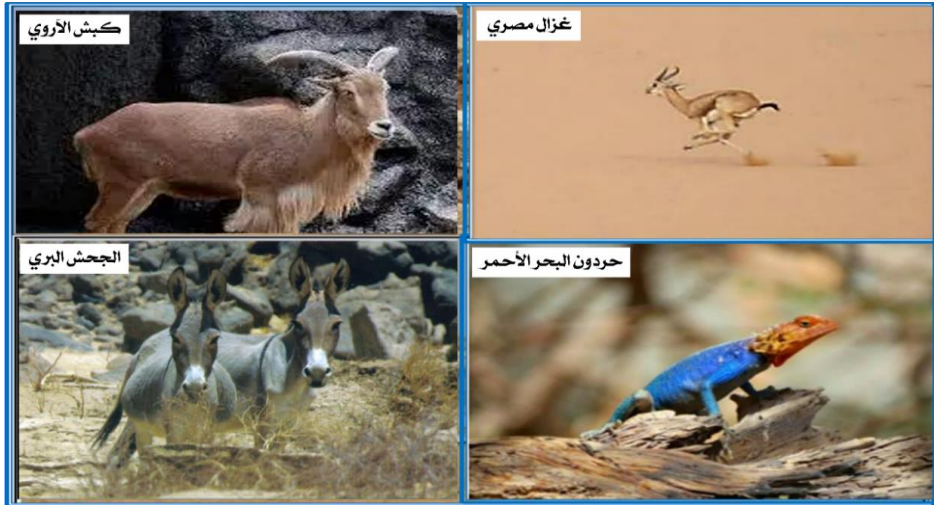 غزال مصري
كبش الأروي
حردون البحر الأحمر
الجحش البري